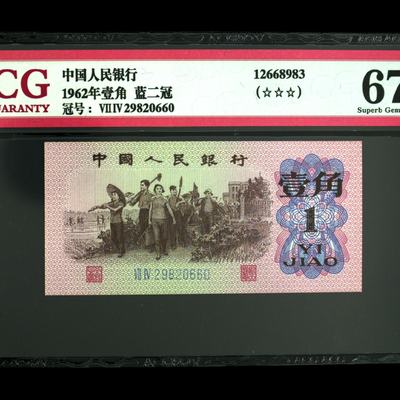 CG
UARANTY
中国人民银行
1962年壹角 蓝二冠
冠号: VII IV 29820660
12668983
(☆☆☆)
67
Superb Gem
中國人民銀行
壹角
1
YI
JIAO
VII IV 29820660